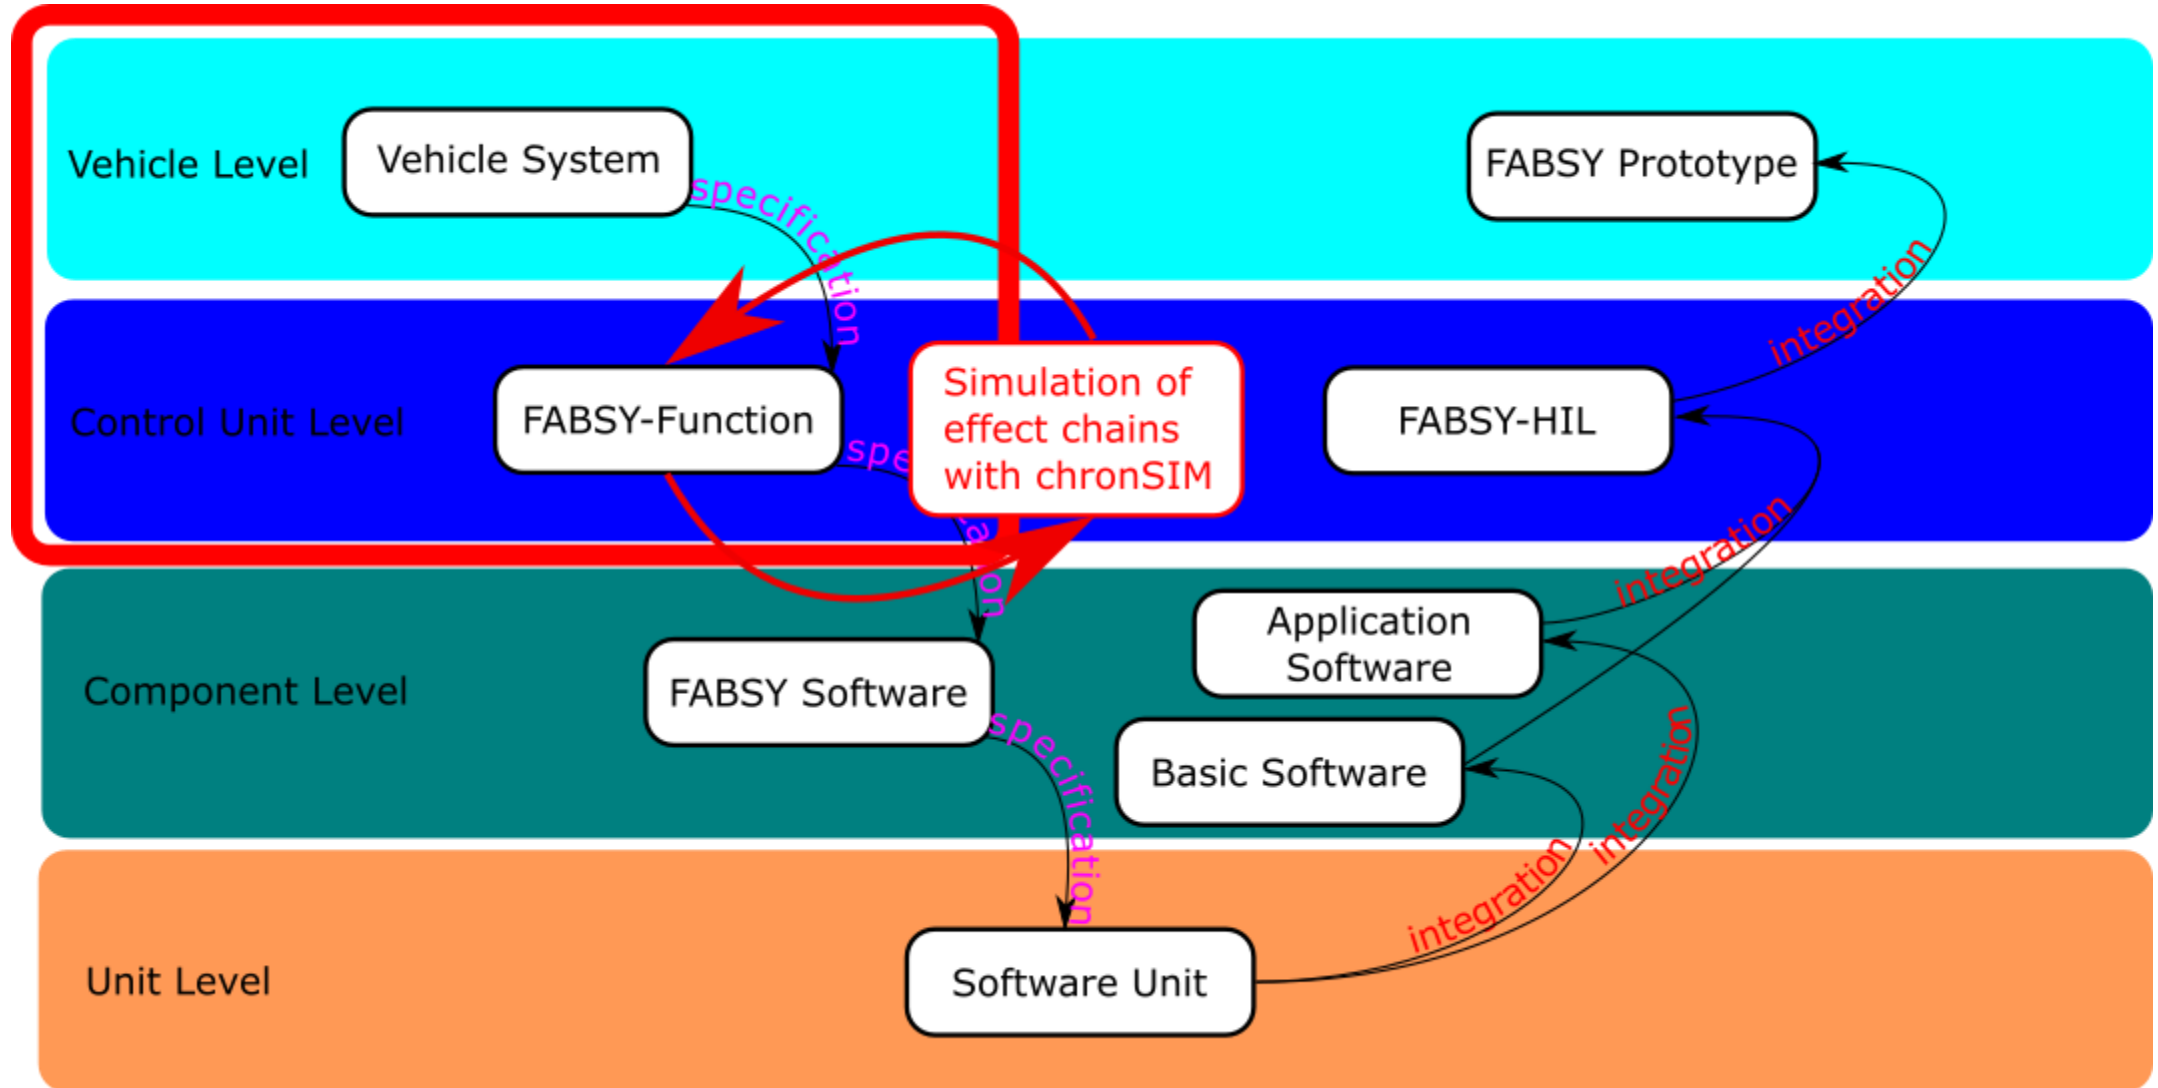 Vehicle Level
Vehicle System
specification
FABSY Prototype
integration
Control Unit Level
FABSY-Function
Simulation of
effect chains
with chronSIM
FABSY-HIL
integration
Component Level
FABSY Software
specification
Application
Software
Basic Software
integration
integration
Unit Level
Software Unit